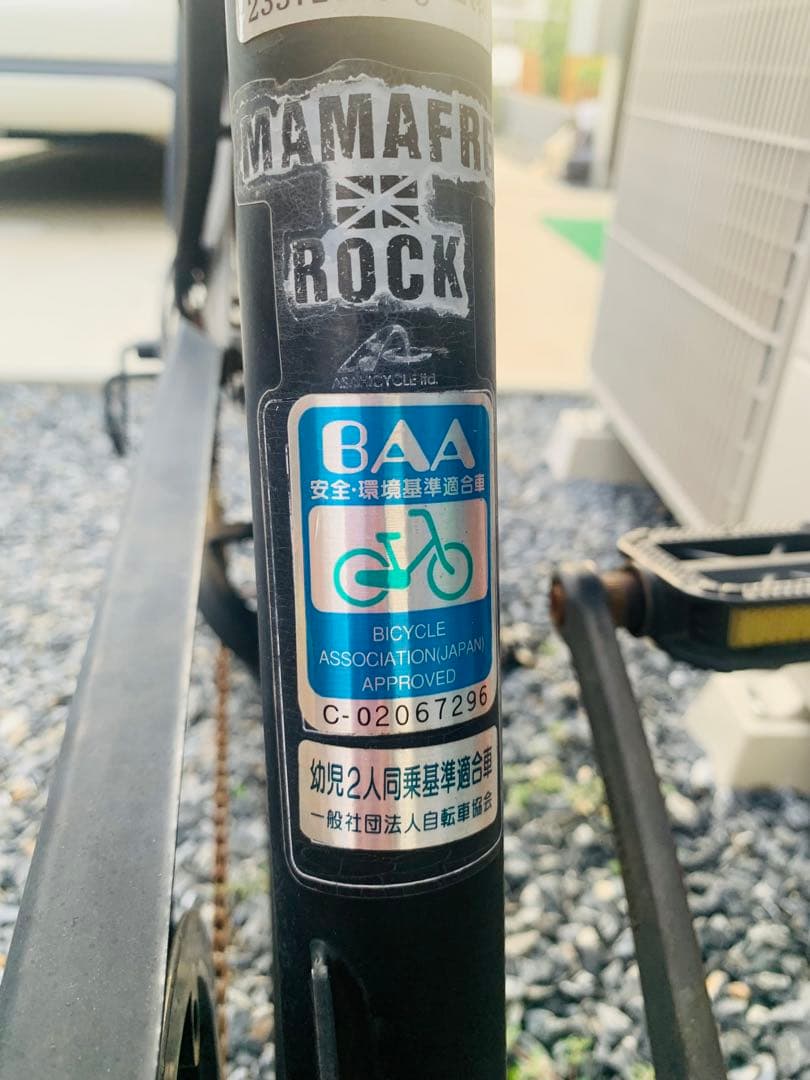 MAMAFRE
ROCK
ASAHICYCLE ltd.
BAA
安全・環境基準適合車
BICYCLE
ASSOCIATION(JAPAN)
APPROVED
C-02067296
幼児2人同乗基準適合車
一般社団法人自転車協会